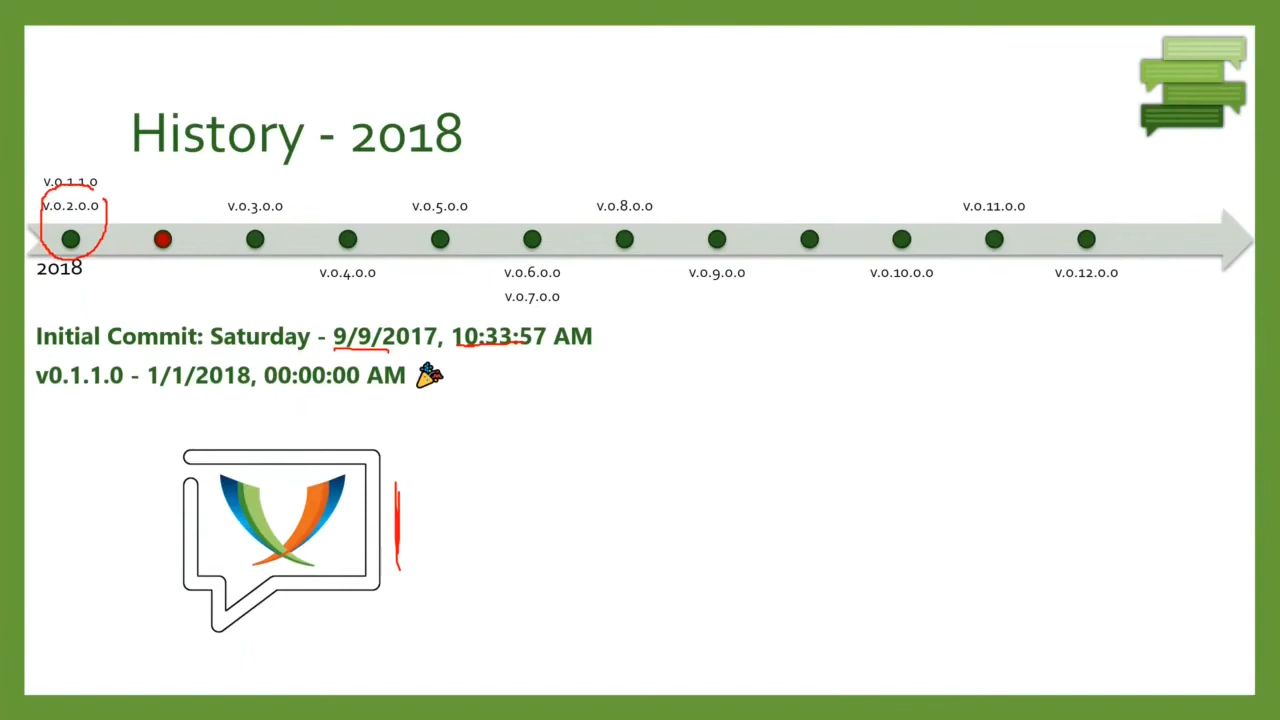 History - 2018
v.0.1.1.0
v.0.2.0.0 v.0.3.0.0 v.0.5.0.0 v.0.8.0.0 v.0.11.0.0
2018 v.0.4.0.0 v.0.6.0.0 v.0.9.0.0 v.0.10.0.0 v.0.12.0.0
v.0.7.0.0
Initial Commit: Saturday - 9/9/2017, 10:33:57 AM
v0.1.1.0 - 1/1/2018, 00:00:00 AM 🎉